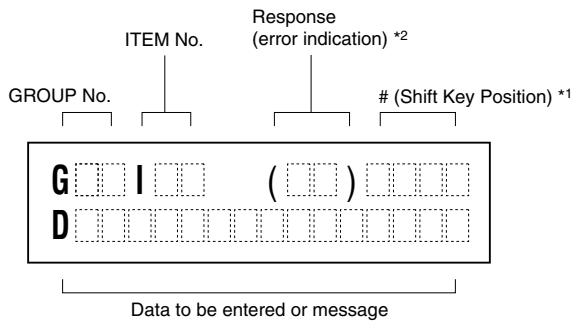 Response
(error indication) *2
ITEM No.
GROUP No.
# (Shift Key Position) *1
G I ( )
D
Data to be entered or message